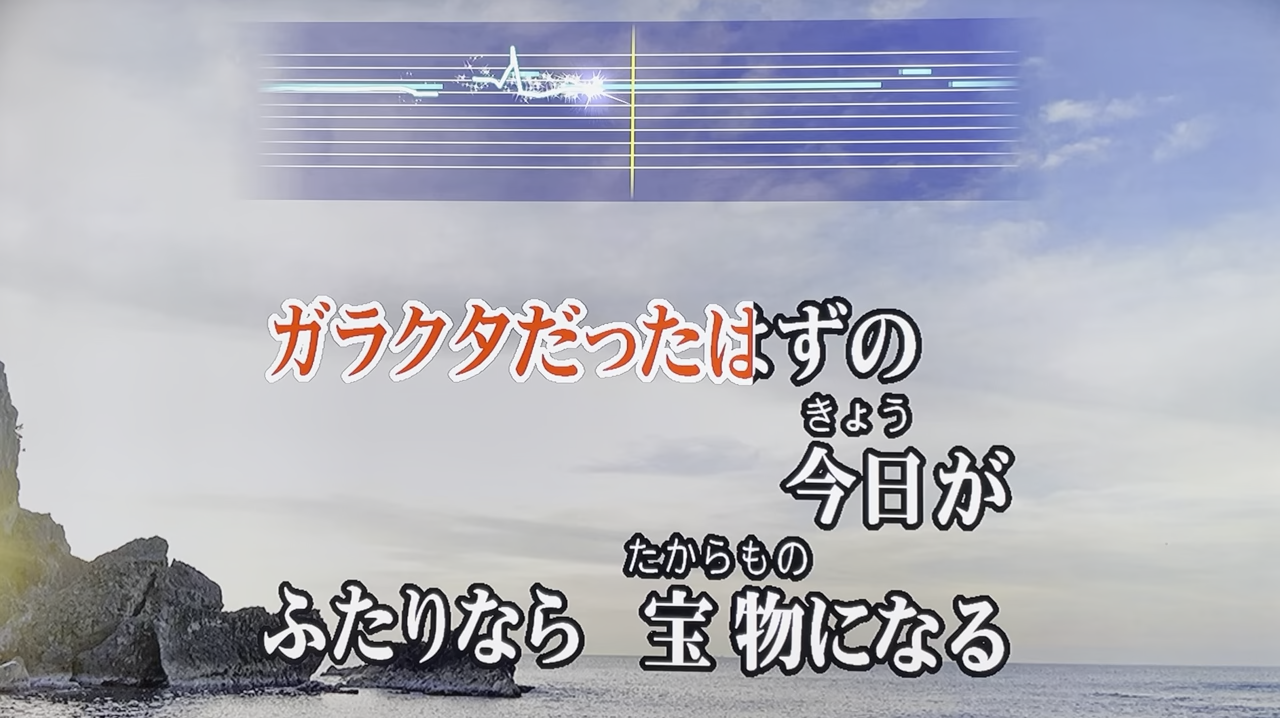 ガラクタだったはずの
きょう
今日が
たからもの
ふたりなら 宝物になる